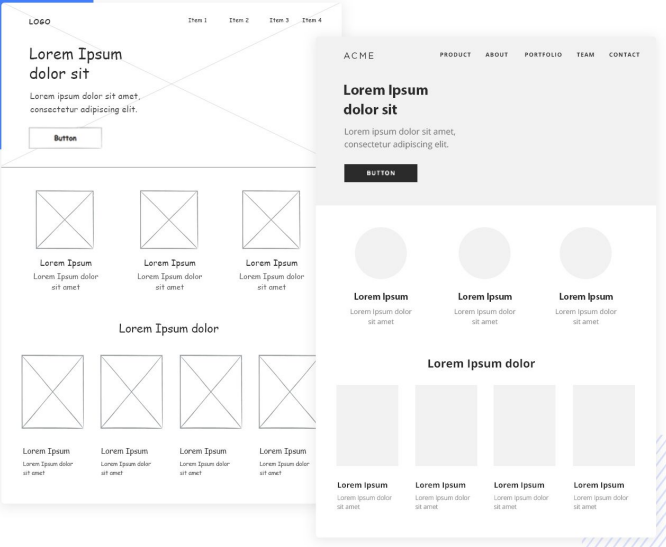 LOGO
Item 1 Item 2 Item 3 Item 4
Lorem Ipsum
dolor sit
Lorem ipsum dolor sit amet,
consectetur adipiscing elit.
Button
Lorem Ipsum Lorem Ipsum Lorem Ipsum
Lorem Ipsum dolor Lorem Ipsum dolor Lorem Ipsum dolor
sit amet sit amet sit amet
Lorem Ipsum dolor
Lorem Ipsum Lorem Ipsum Lorem Ipsum Lorem Ipsum
Lorem Ipsum dolor Lorem Ipsum dolor Lorem Ipsum dolor Lorem Ipsum dolor
sit amet sit amet sit amet sit amet
ACME
PRODUCT ABOUT PORTFOLIO TEAM CONTACT
Lorem Ipsum
dolor sit
Lorem ipsum dolor sit amet,
consectetur adipiscing elit.
BUTTON
Lorem Ipsum Lorem Ipsum Lorem Ipsum
Lorem Ipsum dolor Lorem Ipsum dolor Lorem Ipsum dolor
sit amet sit amet sit amet
Lorem Ipsum dolor
Lorem Ipsum Lorem Ipsum Lorem Ipsum Lorem Ipsum
Lorem Ipsum dolor Lorem Ipsum dolor Lorem Ipsum dolor Lorem Ipsum dolor
sit amet sit amet sit amet sit amet